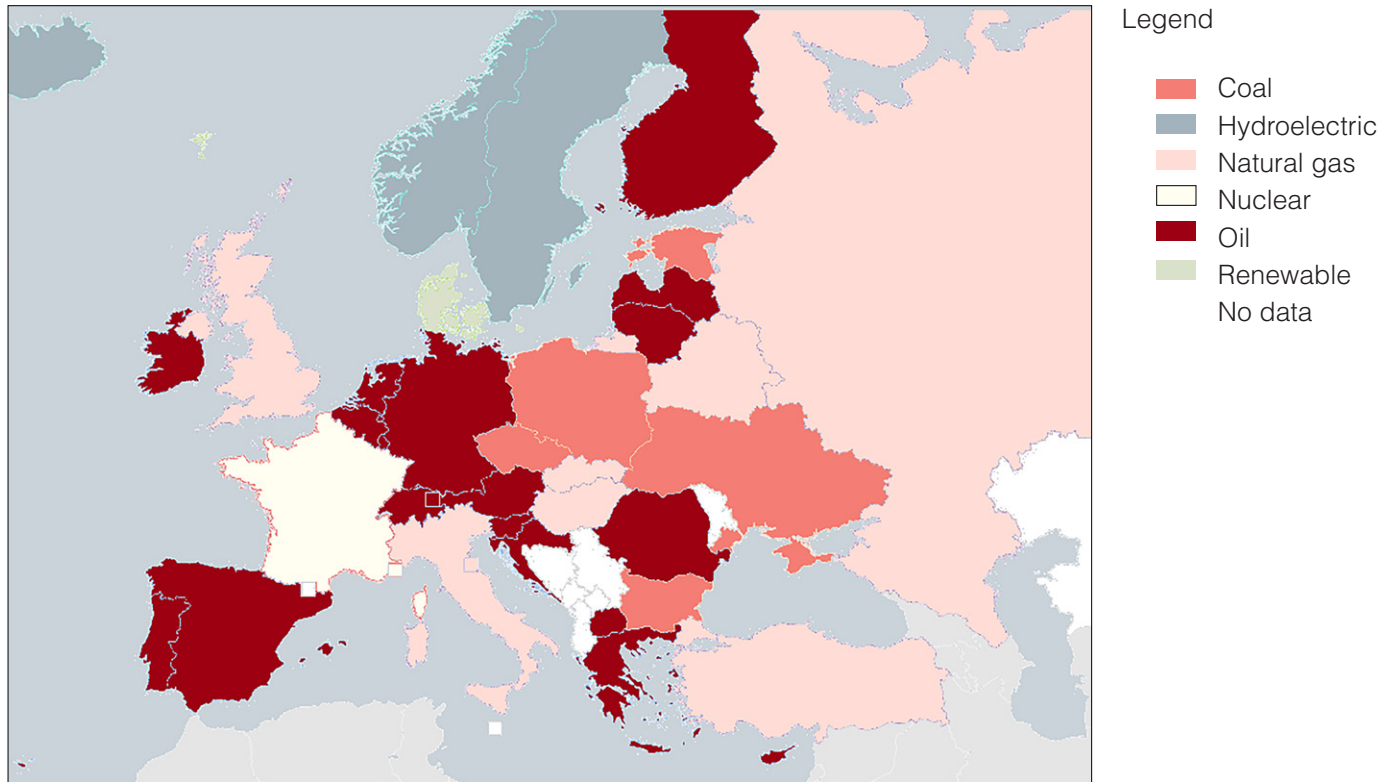 Legend
Coal
Hydroelectric
Natural gas
Nuclear
Oil
Renewable
No data